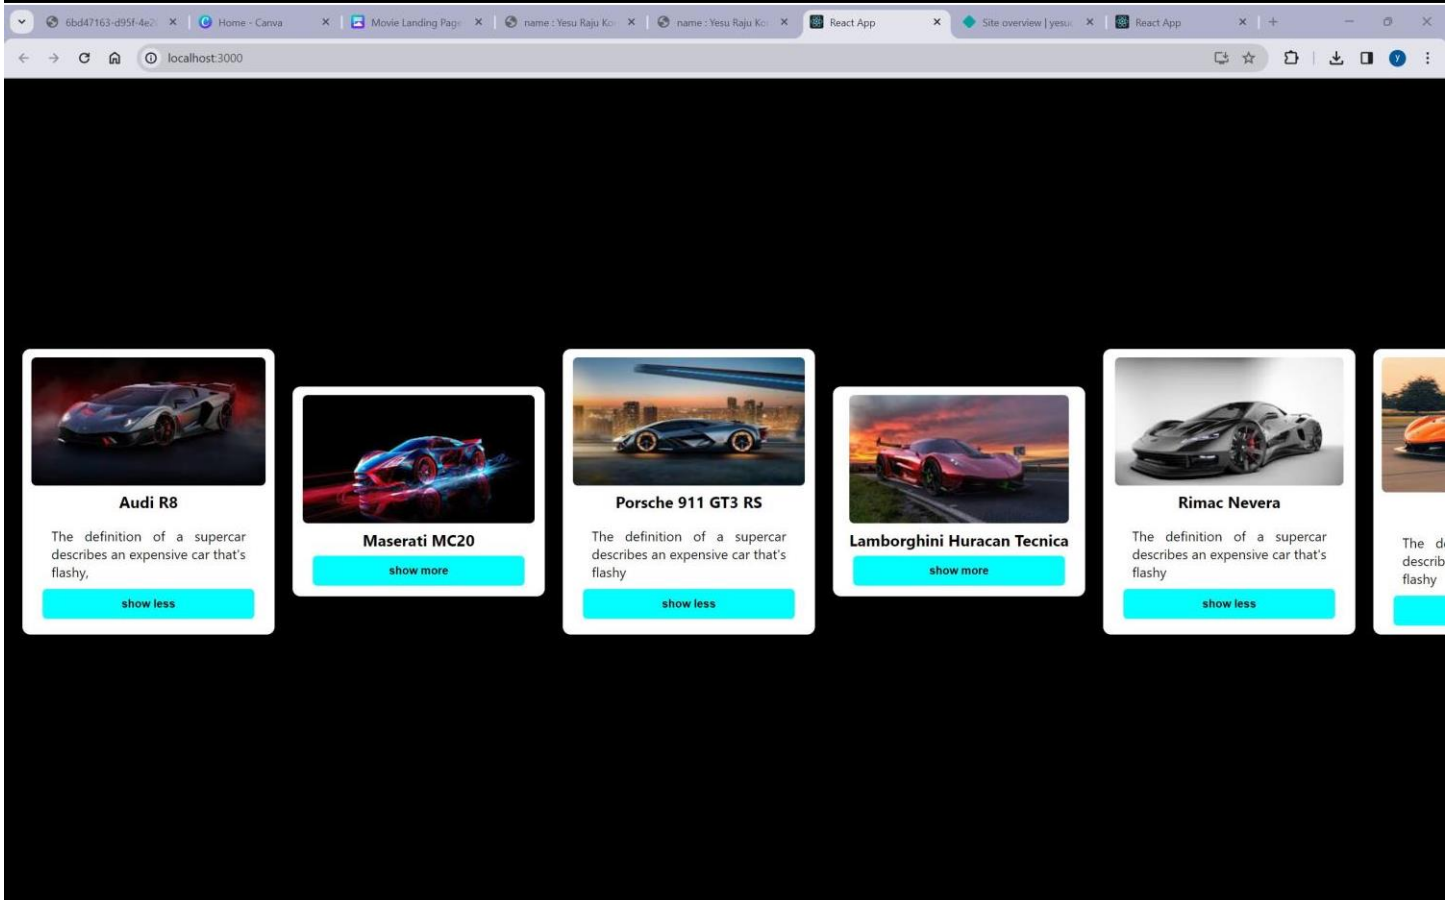 6bd47163-d95f-4e2
Home - Canva
Movie Landing Page
name : Yesu Raju Ko
name : Yesu Raju Ko
React App
Site overview | yesu
React App
localhost:3000
y
Audi R8
The definition of a supercar
describes an expensive car that's
flashy,
show less
Maserati MC20
show more
Porsche 911 GT3 RS
The definition of a supercar
describes an expensive car that's
flashy
show less
Lamborghini Huracan Tecnica
show more
Rimac Nevera
The definition of a supercar
describes an expensive car that's
flashy
show less
The d
describ
flashy